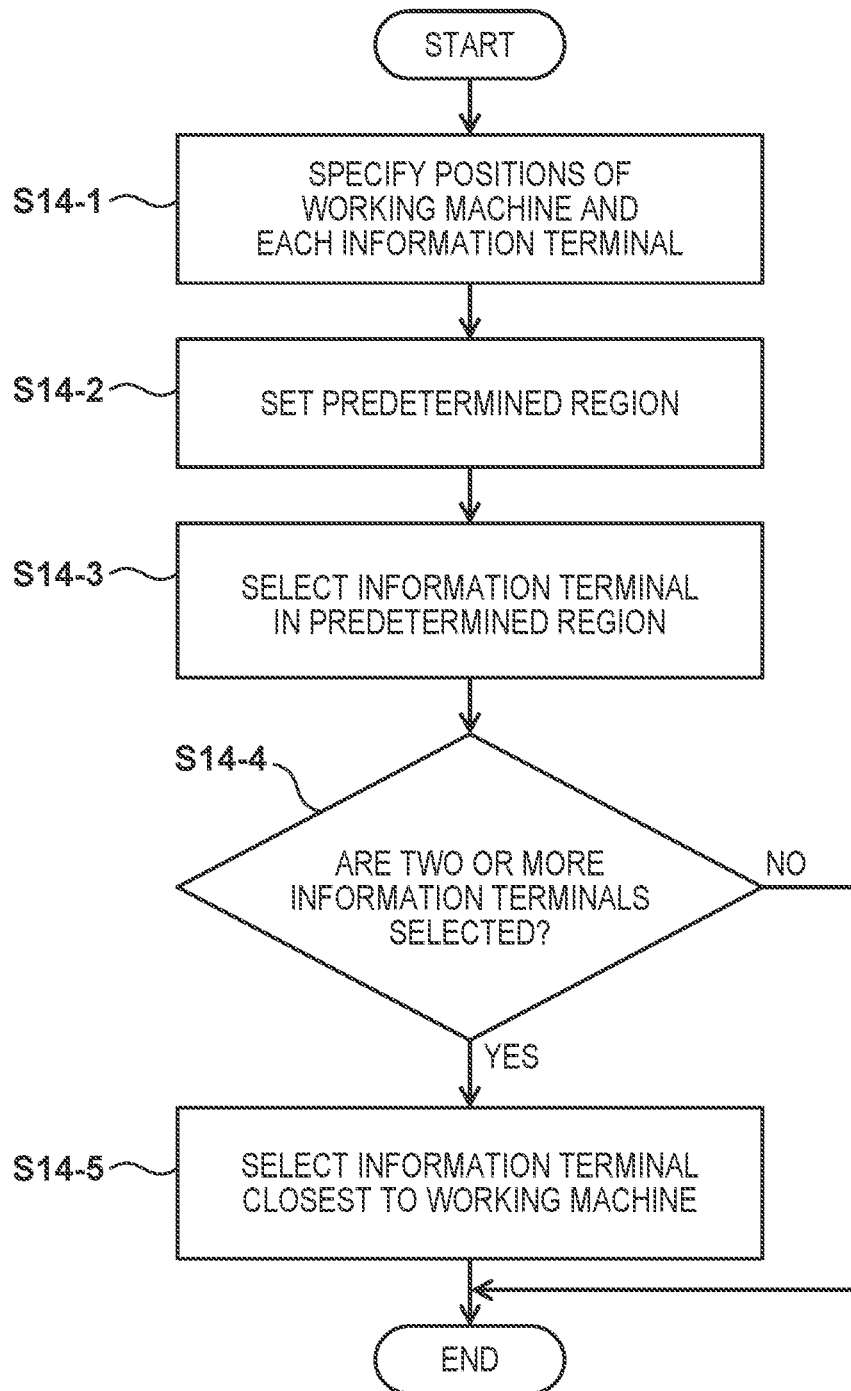 START
S14-1
SPECIFY POSITIONS OF
WORKING MACHINE AND
EACH INFORMATION TERMINAL
S14-2
SET PREDETERMINED REGION
S14-3
SELECT INFORMATION TERMINAL
IN PREDETERMINED REGION
S14-4
ARE TWO OR MORE
INFORMATION TERMINALS
SELECTED?
NO
YES
S14-5
SELECT INFORMATION TERMINAL
CLOSEST TO WORKING MACHINE
END